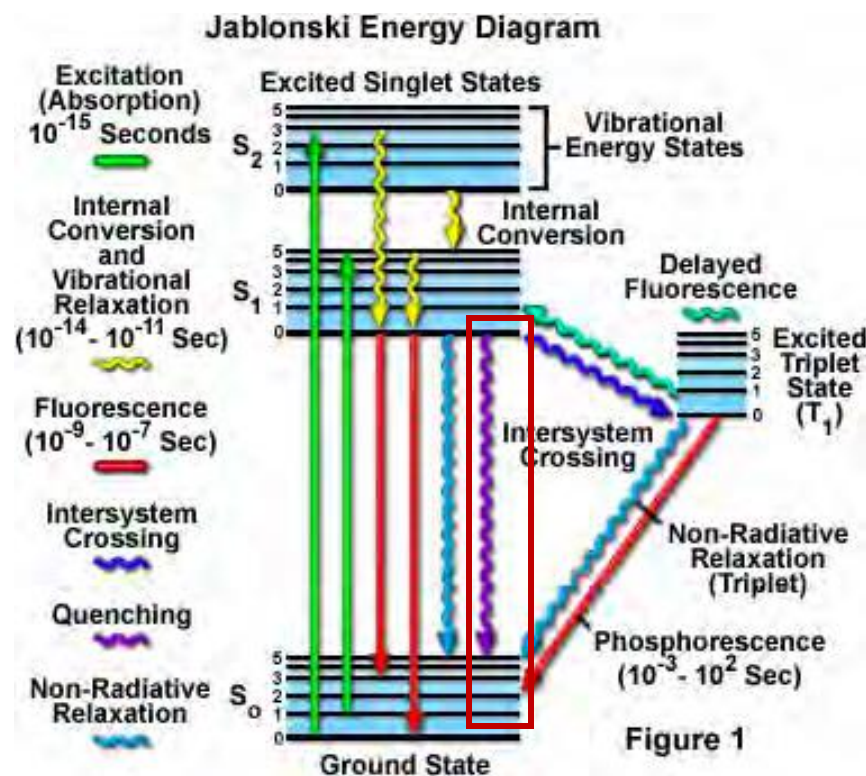 Jablonski Energy Diagram
Excitation
(Absorption)
10⁻¹⁵ Seconds
Internal
Conversion
and
Vibrational
Relaxation
(10⁻¹⁴ - 10⁻¹¹ Sec)
Fluorescence
(10⁻⁹ - 10⁻⁷ Sec)
Intersystem
Crossing
Quenching
Non-Radiative
Relaxation
Excited Singlet States
S₂
5
3
2
1
0
Vibrational
Energy States
Internal
Conversion
S₁
5
3
2
1
0
Delayed
Fluorescence
5
3
2
1
0
Excited
Triplet
State
(T₁)
Intersystem
Crossing
Non-Radiative
Relaxation
(Triplet)
Phosphorescence
(10⁻³ - 10² Sec)
S₀
5
3
2
1
0
Ground State
Figure 1